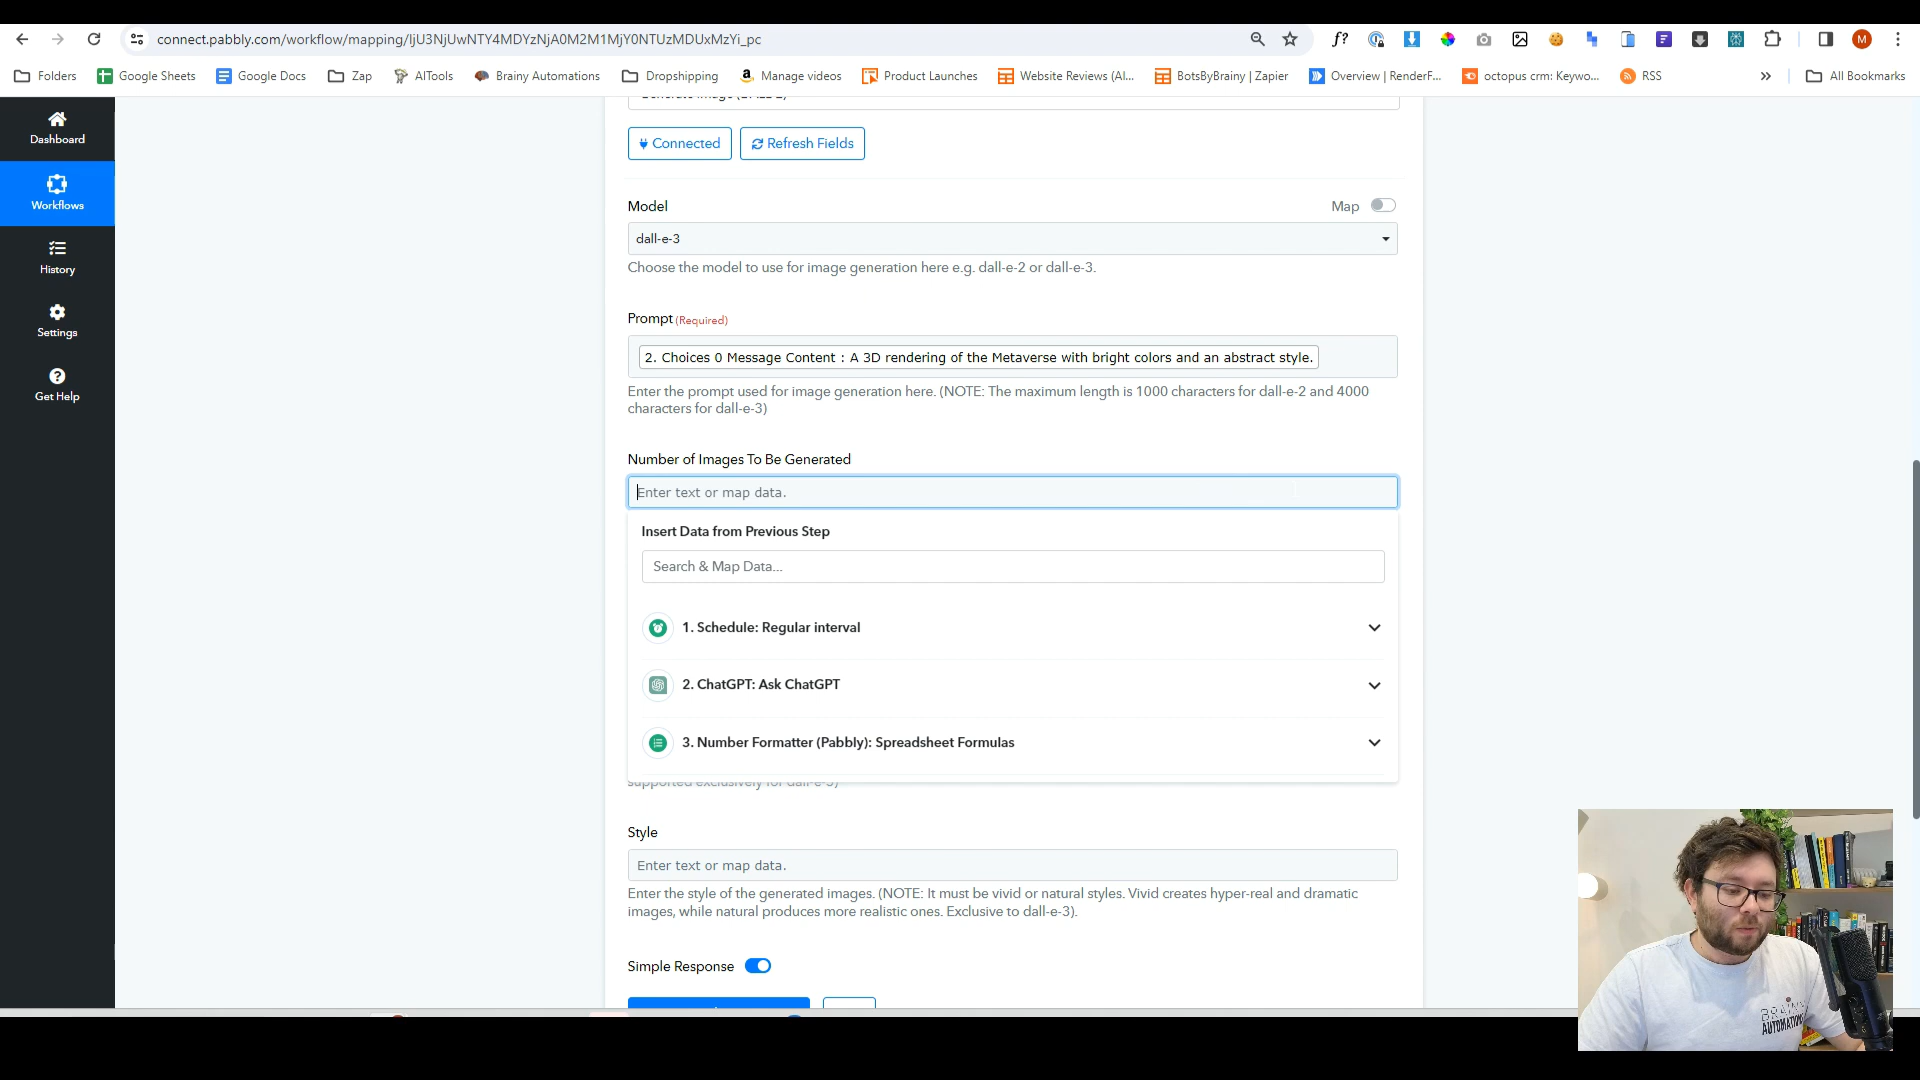 connect.pabbly.com/workflow/mapping/IjU3NjUwNTY4MDYzNjA0M2M1MjY0NTUzMDUxMzYi_pc
Folders
Google Sheets
Google Docs
Zap
AITools
Brainy Automations
Dropshipping
Manage videos
Product Launches
Website Reviews (Al...
BotsByBrainy | Zapier
Overview | RenderF...
octopus crm: Keywo...
RSS
All Bookmarks
Dashboard
Workflows
History
Settings
Get Help
Connected
Refresh Fields
Model
Map
dall-e-3
Choose the model to use for image generation here e.g. dall-e-2 or dall-e-3.
Prompt (Required)
2. Choices 0 Message Content : A 3D rendering of the Metaverse with bright colors and an abstract style.
Enter the prompt used for image generation here. (NOTE: The maximum length is 1000 characters for dall-e-2 and 4000
characters for dall-e-3)
Number of Images To Be Generated
Enter text or map data.
Insert Data from Previous Step
Search & Map Data...
1. Schedule: Regular interval
2. ChatGPT: Ask ChatGPT
3. Number Formatter (Pabbly): Spreadsheet Formulas
supported exclusively for dall-e-3)
Style
Enter text or map data.
Enter the style of the generated images. (NOTE: It must be vivid or natural styles. Vivid creates hyper-real and dramatic
images, while natural produces more realistic ones. Exclusive to dall-e-3).
Simple Response
M
BRAINY
AUTOMATIONS